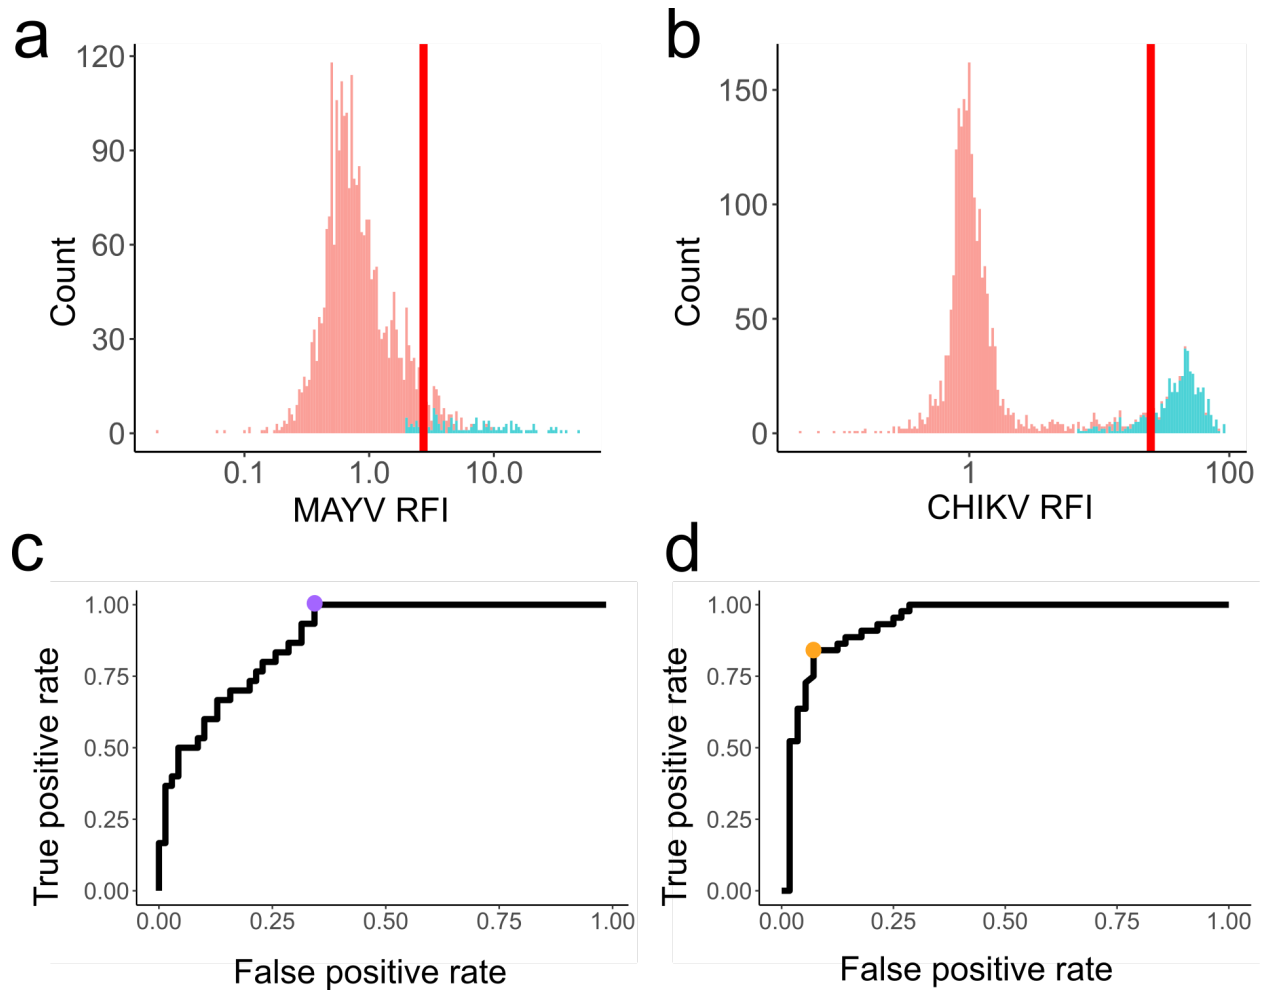 a
120
90
60
30
0
Count
0.1 1.0 10.0
MAYV RFI
b
150
100
50
0
Count
1 100
CHIKV RFI
c
1.00
0.75
0.50
0.25
0.00
True positive rate
0.00 0.25 0.50 0.75 1.00
False positive rate
d
1.00
0.75
0.50
0.25
0.00
True positive rate
0.00 0.25 0.50 0.75 1.00
False positive rate